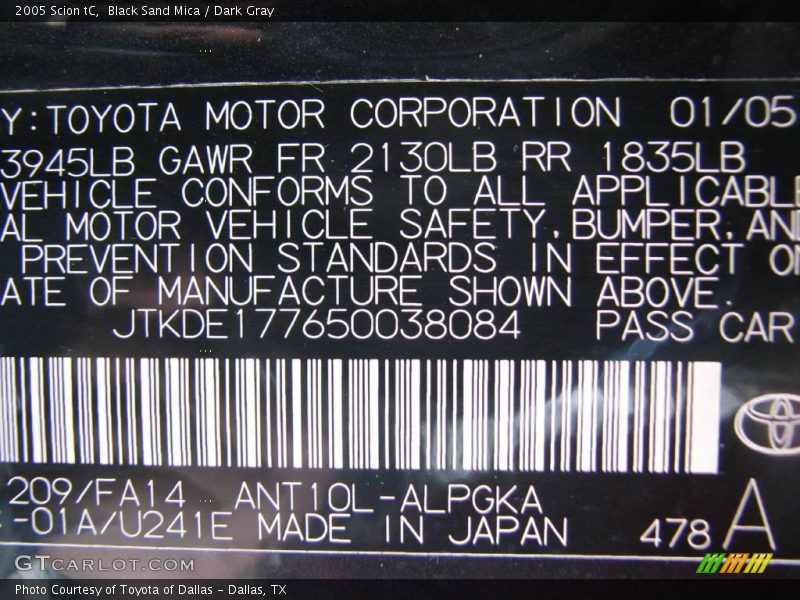 2005 Scion tC,  Black Sand Mica / Dark Gray
Y:TOYOTA MOTOR CORPORATION 01/05
3945LB GAWR FR 2130LB RR 1835LB
VEHICLE CONFORMS TO ALL APPLICABLE
AL MOTOR VEHICLE SAFETY,BUMPER,AN
PREVENTION STANDARDS IN EFFECT O
ATE OF MANUFACTURE SHOWN ABOVE.
JTKDE177650038084 PASS CAR
209/FA14 ANT10L-ALPGKA
-01A/U241E MADE IN JAPAN 478 A
GTCARLOT.COM
Photo Courtesy of Toyota of Dallas - Dallas, TX